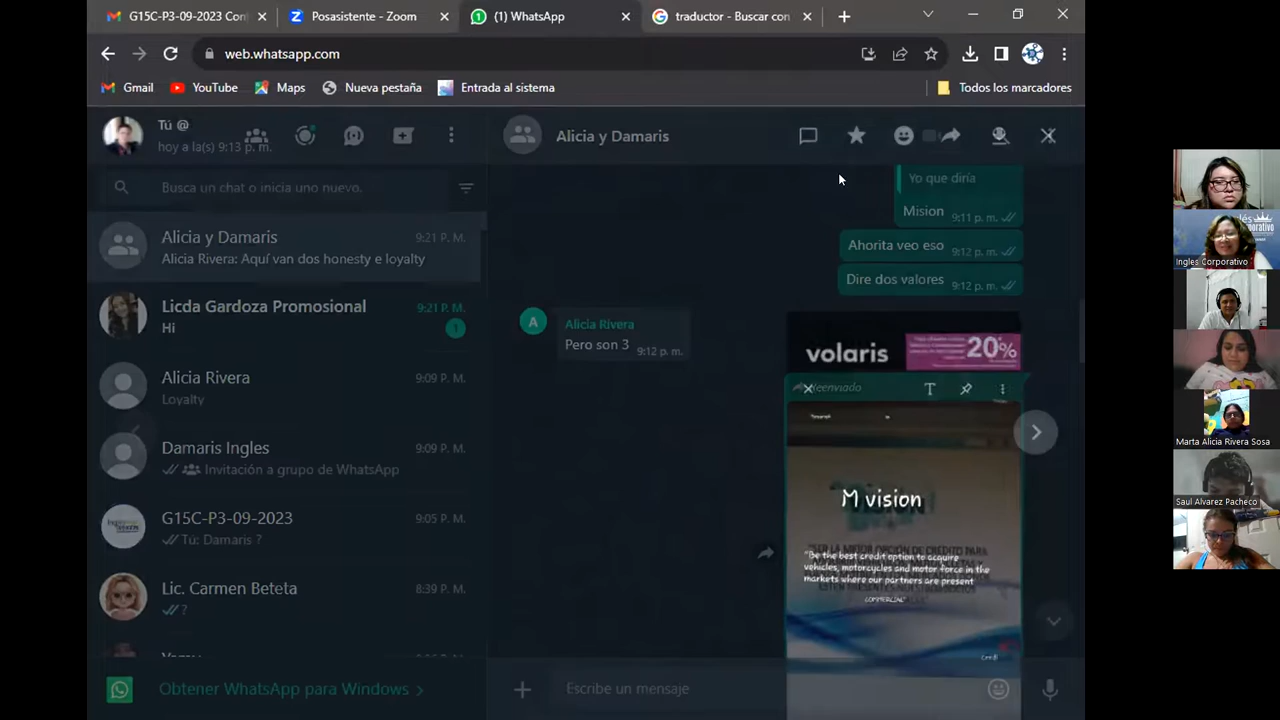 G15C-P3-09-2023 Con
Posasistente - Zoom
(1) WhatsApp
traductor - Buscar con
web.whatsapp.com
Gmail
YouTube
Maps
Nueva pestaña
Entrada al sistema
Todos los marcadores
Tú @
hoy a la(s) 9:13 p. m.
Alicia y Damaris
Busca un chat o inicia uno nuevo.
Alicia y Damaris
9:21 P. M.
Alicia Rivera: Aquí van dos honesty e loyalty
Licda Gardoza Promosional
9:21 P. M.
Hi
1
Alicia Rivera
9:09 P. M.
Loyalty
Damaris Ingles
9:09 P. M.
Invitación a grupo de WhatsApp
G15C-P3-09-2023
9:05 P. M.
Tú: Damaris ?
Lic. Carmen Beteta
8:39 P. M.
?
Obtener WhatsApp para Windows
Yo que diría
Mision
9:11 p. m.
Ahorita veo eso
9:12 p. m.
Dire dos valores
9:12 p. m.
A
Alicia Rivera
Pero son 3
9:12 p. m.
volaris
20%
Reenviado
T
M vision
"Be the best credit option to acquire
vehicles, motorcycles and motor force in the
markets where our partners are present
COMMERCIAL"
Credi
Escribe un mensaje
Inglés
Corporativo
Ingles Corporativo
Marta Alicia Rivera Sosa
Saul Alvarez Pacheco